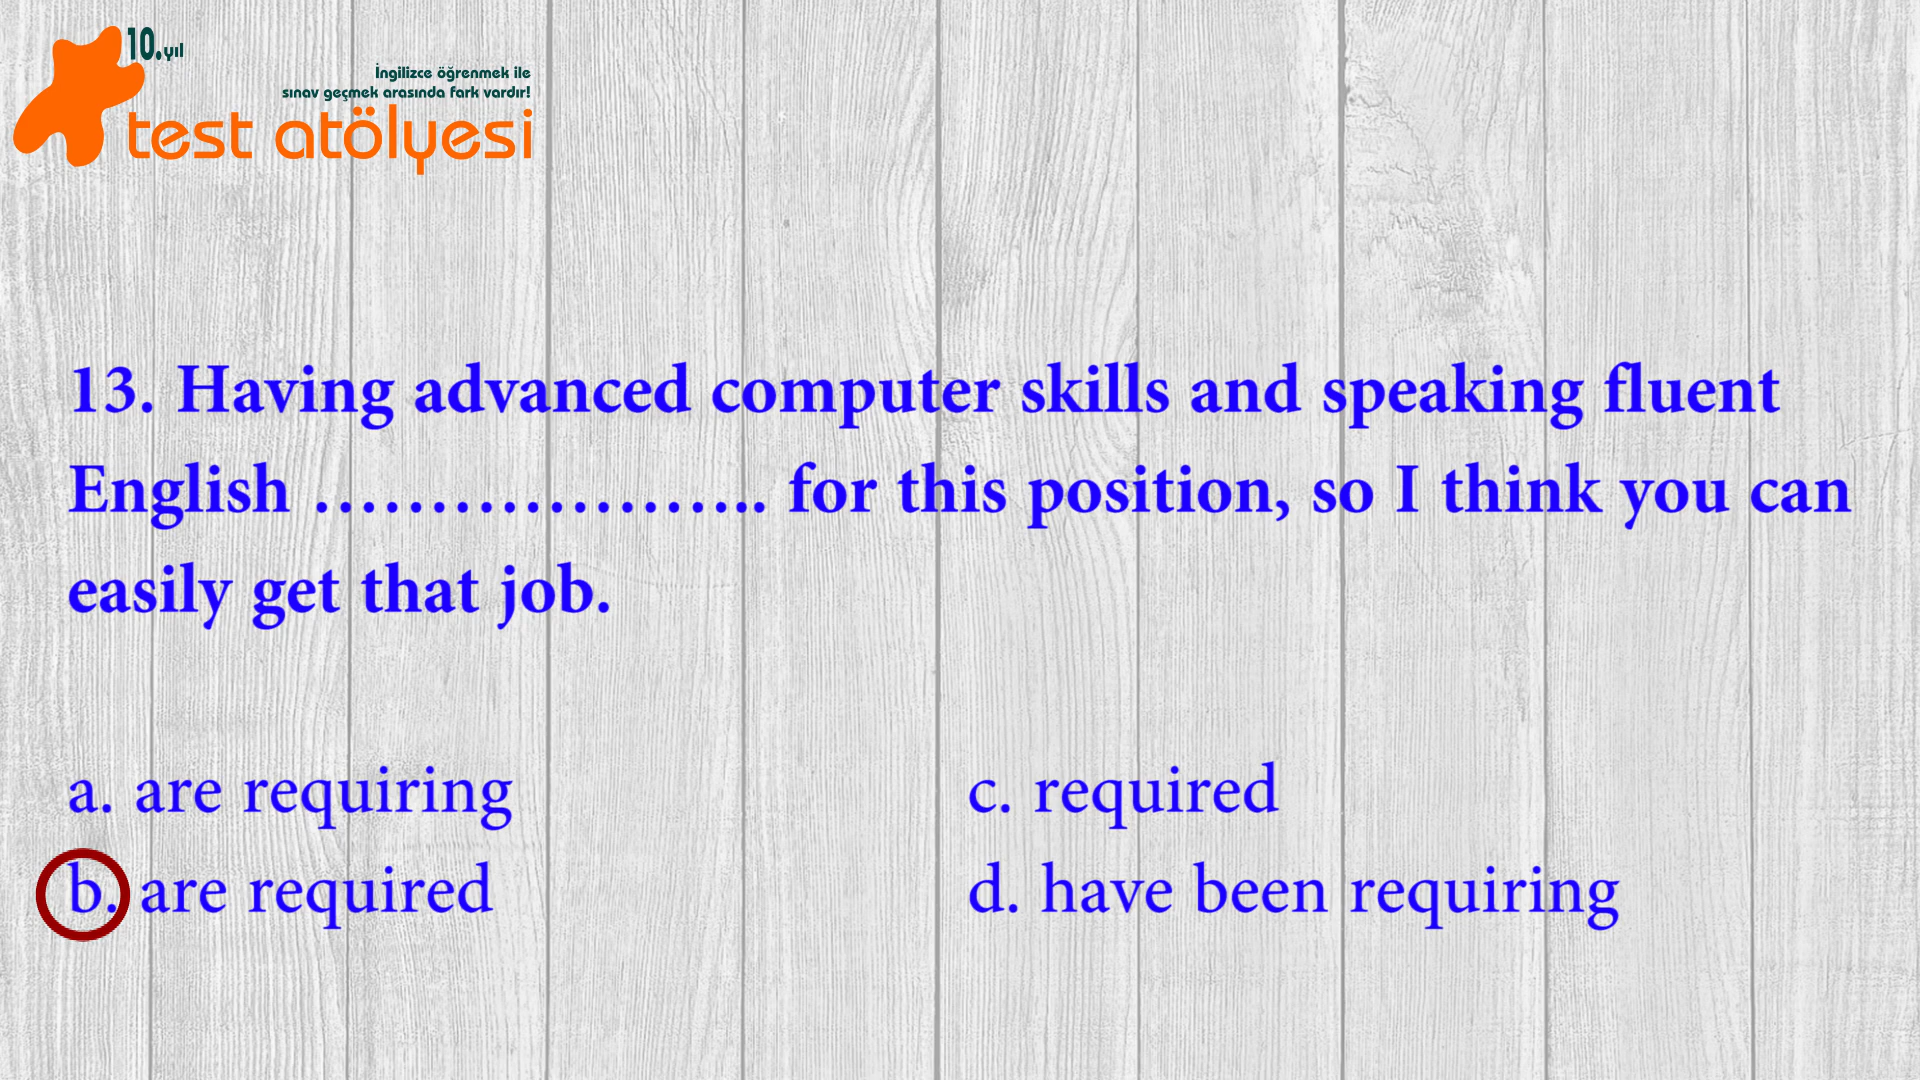 10.yıl
İngilizce öğrenmek ile
sınav geçmek arasında fark vardır!
test atölyesi
13. Having advanced computer skills and speaking fluent
English ……………….. for this position, so I think you can
easily get that job.
a. are requiring
b. are required
c. required
d. have been requiring